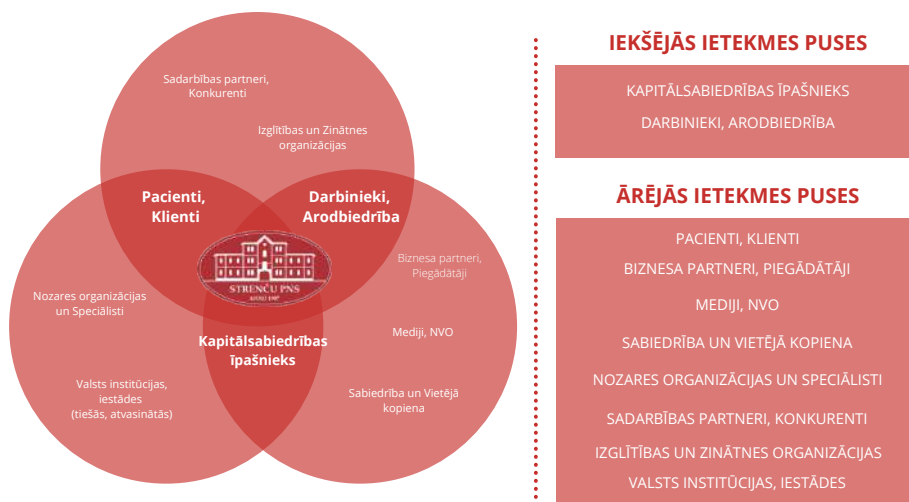 Sadarbības partneri,
Konkurenti
Izglītības un Zinātnes
organizācijas
Pacienti,
Klienti
Darbinieki,
Arodbiedrība
Biznesa partneri,
Piegādātāji
STRENČU PNS
ANNO 1907
Nozares organizācijas
un Speciālisti
Mediji, NVO
Kapitālsabiedrības
īpašnieks
Valsts institūcijas,
iestādes
(tiešās, atvasinātās)
Sabiedrība un Vietējā
kopiena
IEKŠĒJĀS IETEKMES PUSES
KAPITĀLSABIEDRĪBAS ĪPAŠNIEKS
DARBINIEKI, ARODBIEDRĪBA
ĀRĒJĀS IETEKMES PUSES
PACIENTI, KLIENTI
BIZNESA PARTNERI, PIEGĀDĀTĀJI
MEDIJI, NVO
SABIEDRĪBA UN VIETĒJĀ KOPIENA
NOZARES ORGANIZĀCIJAS UN SPECIĀLISTI
SADARBĪBAS PARTNERI, KONKURENTI
IZGLĪTĪBAS UN ZINĀTNES ORGANIZĀCIJAS
VALSTS INSTITŪCIJAS, IESTĀDES